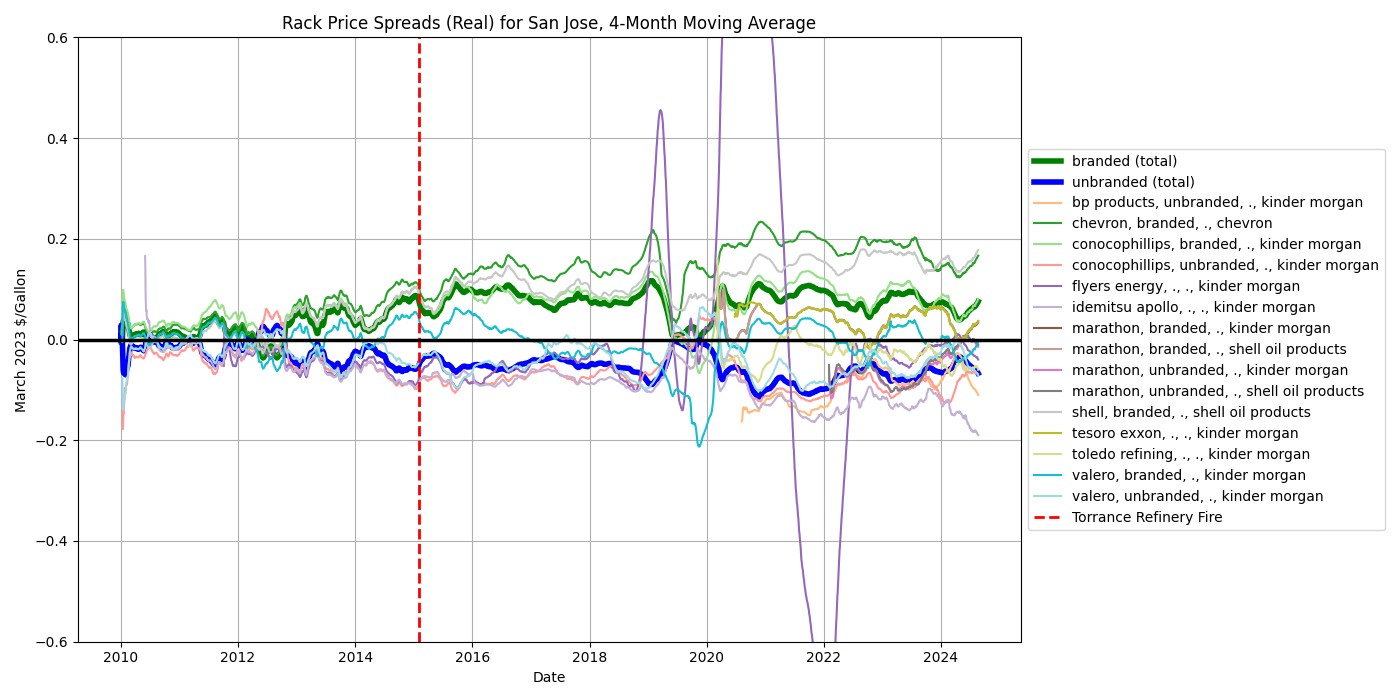 Rack Price Spreads (Real) for San Jose, 4-Month Moving Average
0.6
0.4
0.2
0.0
−0.2
−0.4
−0.6
March 2023 $/Gallon
2010 2012 2014 2016 2018 2020 2022 2024
Date
branded (total)
unbranded (total)
bp products, unbranded, ., kinder morgan
chevron, branded, ., chevron
conocophillips, branded, ., kinder morgan
conocophillips, unbranded, ., kinder morgan
flyers energy, ., ., kinder morgan
idemitsu apollo, ., ., kinder morgan
marathon, branded, ., kinder morgan
marathon, branded, ., shell oil products
marathon, unbranded, ., kinder morgan
marathon, unbranded, ., shell oil products
shell, branded, ., shell oil products
tesoro exxon, ., ., kinder morgan
toledo refining, ., ., kinder morgan
valero, branded, ., kinder morgan
valero, unbranded, ., kinder morgan
Torrance Refinery Fire